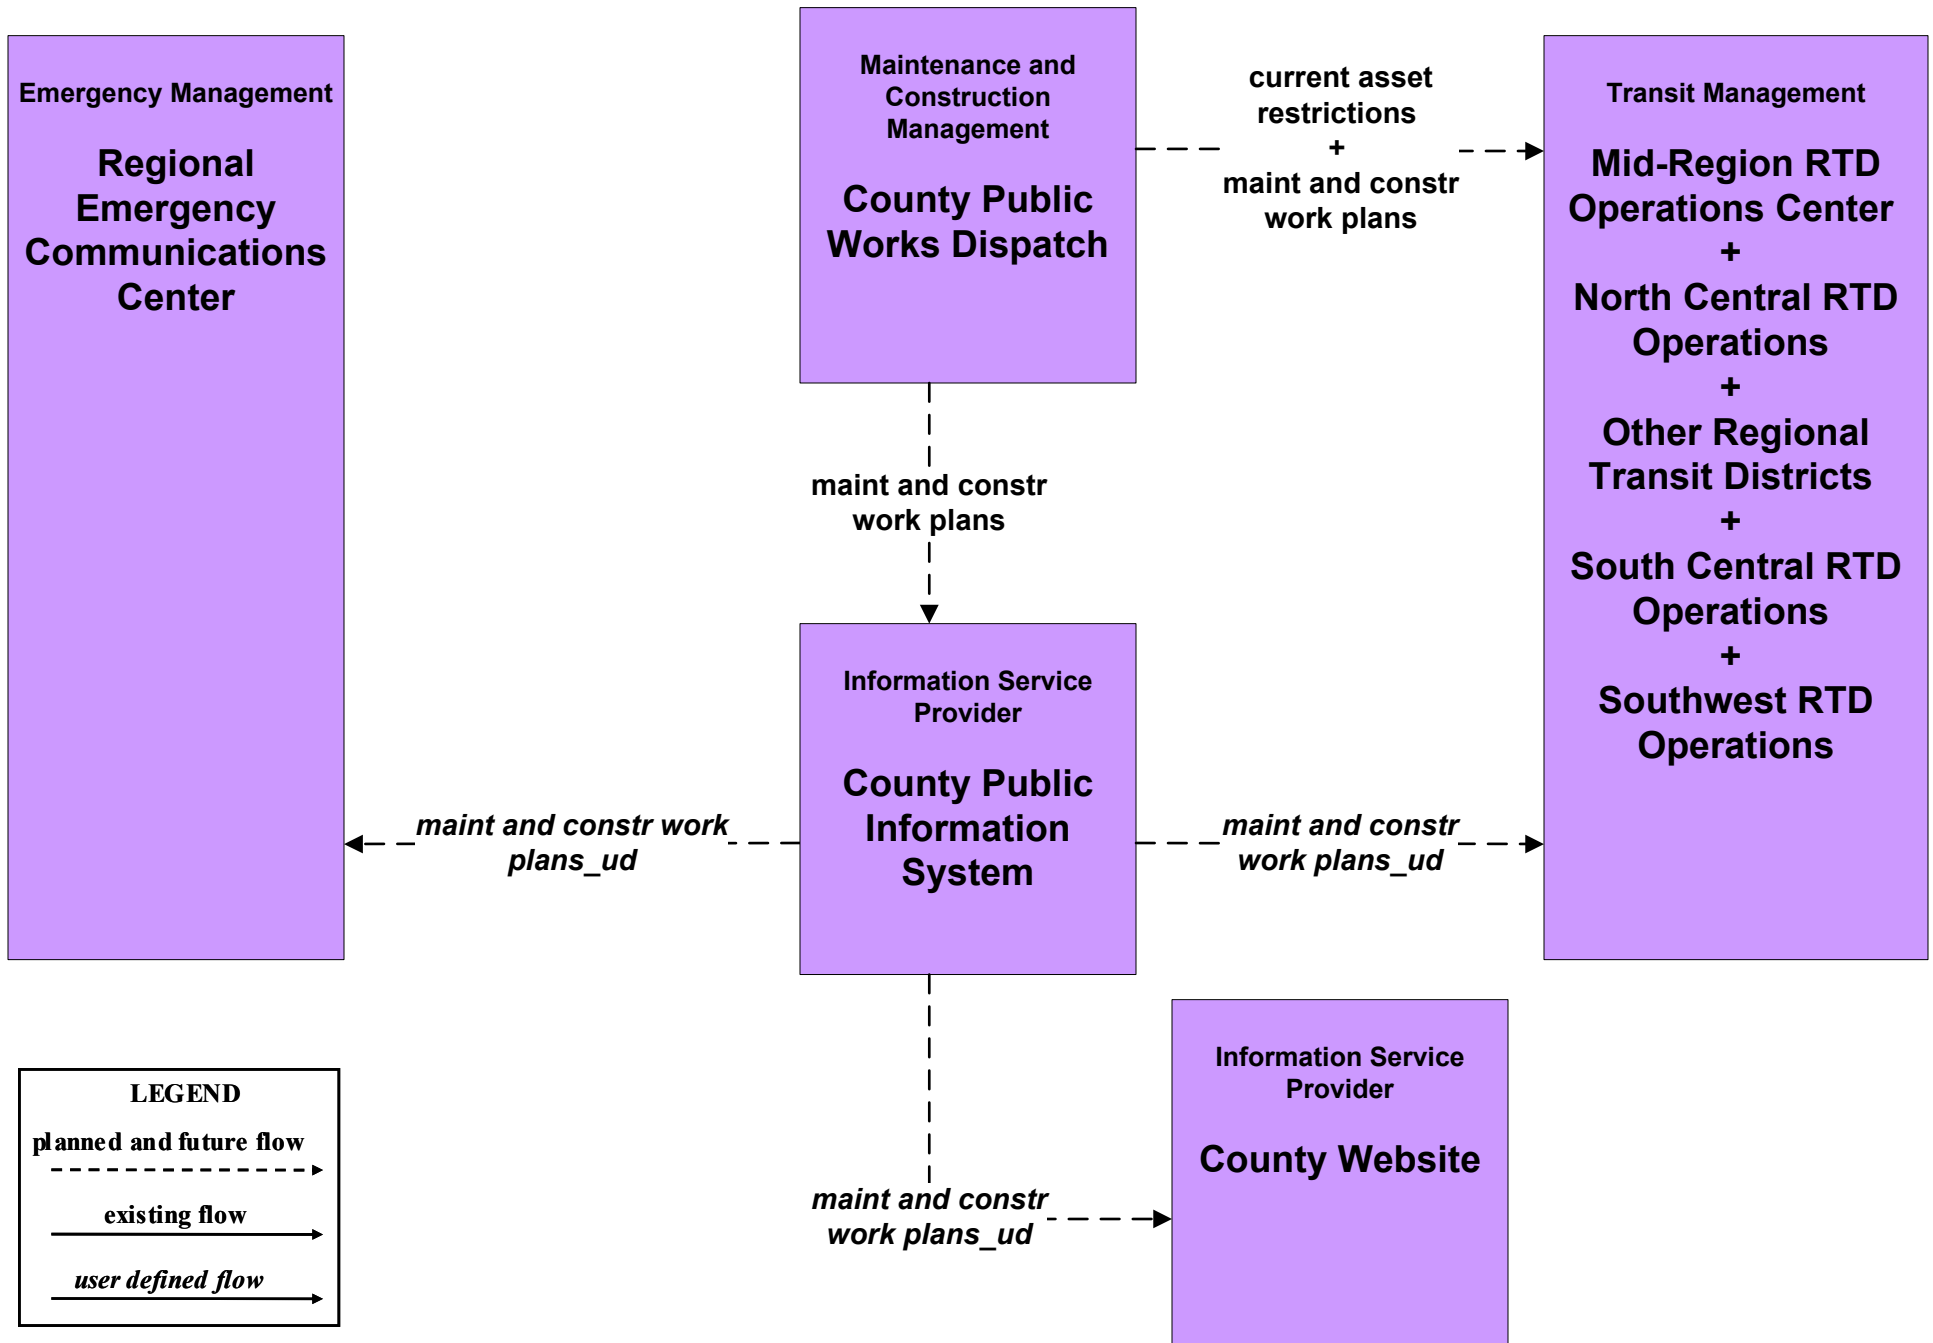 Emergency Management
Regional
Emergency
Communications
Center
Maintenance and
Construction
Management
County Public
Works Dispatch
current asset
restrictions
+
maint and constr
work plans
Transit Management
Mid-Region RTD
Operations Center
+
North Central RTD
Operations
+
Other Regional
Transit Districts
+
South Central RTD
Operations
+
Southwest RTD
Operations
maint and constr
work plans
Information Service
Provider
County Public
Information
System
maint and constr work
plans_ud
maint and constr
work plans_ud
maint and constr
work plans_ud
Information Service
Provider
County Website
LEGEND
planned and future flow
existing flow
user defined flow